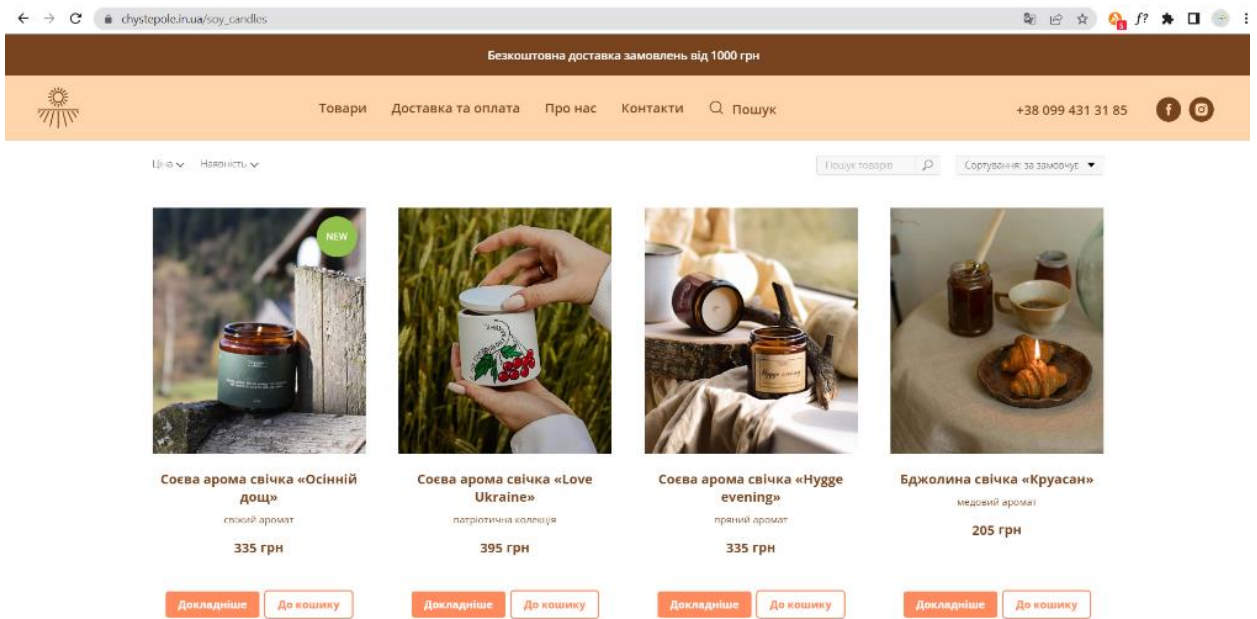 chystepole.in.ua/soy_candles
Безкоштовна доставка замовлень від 1000 грн
Товари Доставка та оплата Про нас Контакти Пошук +38 099 431 31 85
Ціна Наявність Пошук товарів Сортування: за замовчує
NEW
Hygge evening
Соєва арома свічка «Осінній
дощ»
свіжий аромат
335 грн
Соєва арома свічка «Love
Ukraine»
патріотична колекція
395 грн
Соєва арома свічка «Hygge
evening»
пряний аромат
335 грн
Бджолина свічка «Круасан»
медовий аромат
205 грн
Докладніше До кошику Докладніше До кошику Докладніше До кошику Докладніше До кошику